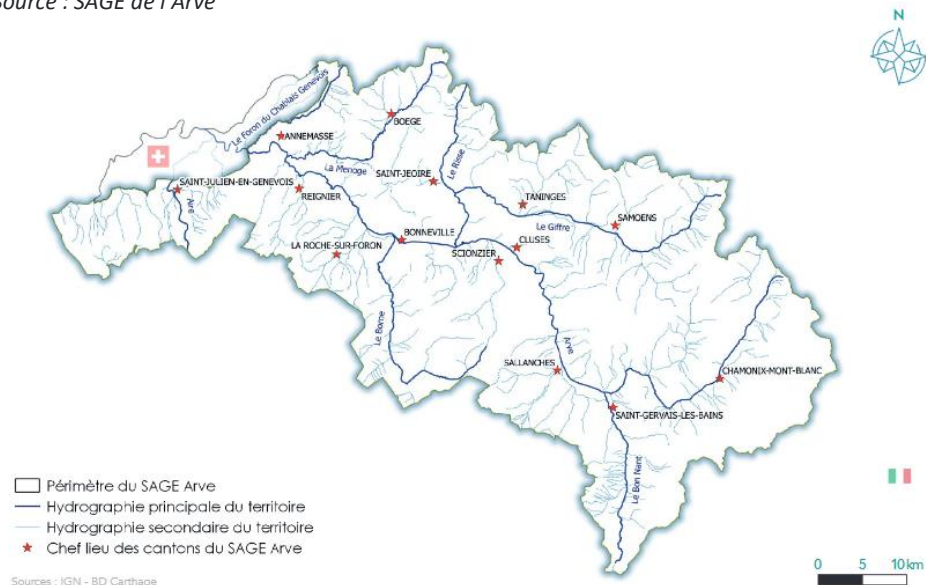 Source : SAGE de l'Arve
N
Le Foron du Chablais Genevois
BOEGE
ANNEMASSE
Le Risse
La Menoge
SAINT-JEOIRE
SAINT-JULIEN-EN-GENEVOIS
REIGNIER
Aire
TANINGES
SAMOENS
Le Giffre
BONNEVILLE
CLUSES
LA ROCHE-SUR-FORON
SCIONZIER
Le Borne
Arve
SALLANCHES
CHAMONIX-MONT-BLANC
SAINT-GERVAIS-LES-BAINS
Le Bon Nant
Périmètre du SAGE Arve
Hydrographie principale du territoire
Hydrographie secondaire du territoire
Chef lieu des cantons du SAGE Arve
0 5 10km
Sources : IGN - BD Carthage